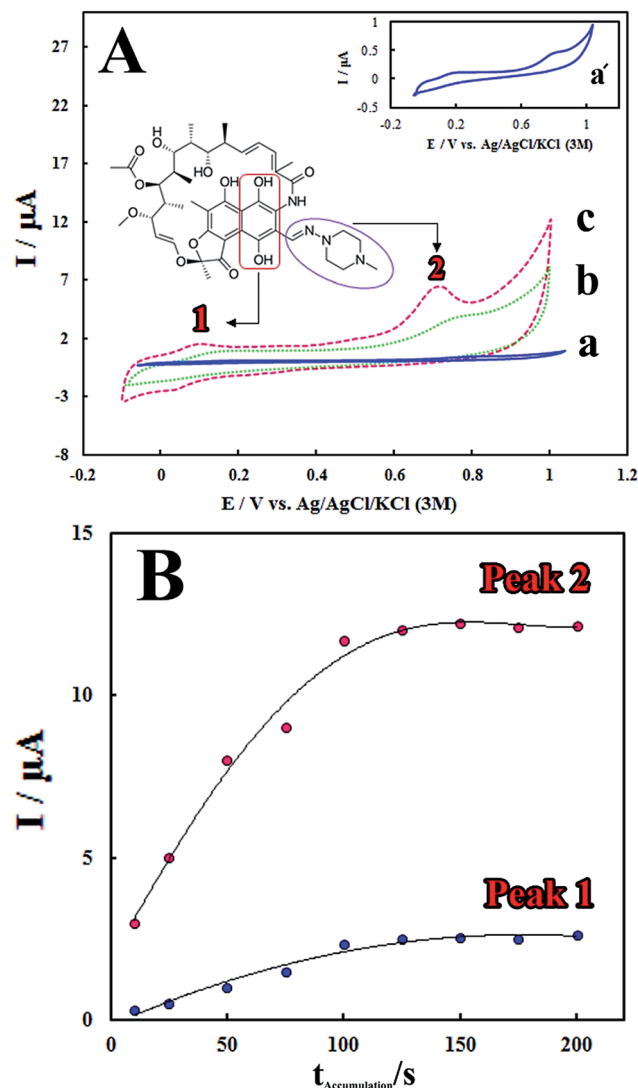 A
I / µA
27
22
17
12
7
2
-3
-8
-0.2
0
0.2
0.4
0.6
0.8
1
1.2
E / V vs. Ag/AgCl/KCl (3M)
I / µA
1
0.5
0
-0.5
-0.2
0.2
0.6
1
E / V vs. Ag/AgCl/KCl (3M)
a´
HO
O
O
OH
OH
OH
O
NH
O
O
O
O
OH
N
N
N
1
2
c
b
a
B
I / µA
15
10
5
0
0
50
100
150
200
Peak 2
Peak 1
tAccumulation/s